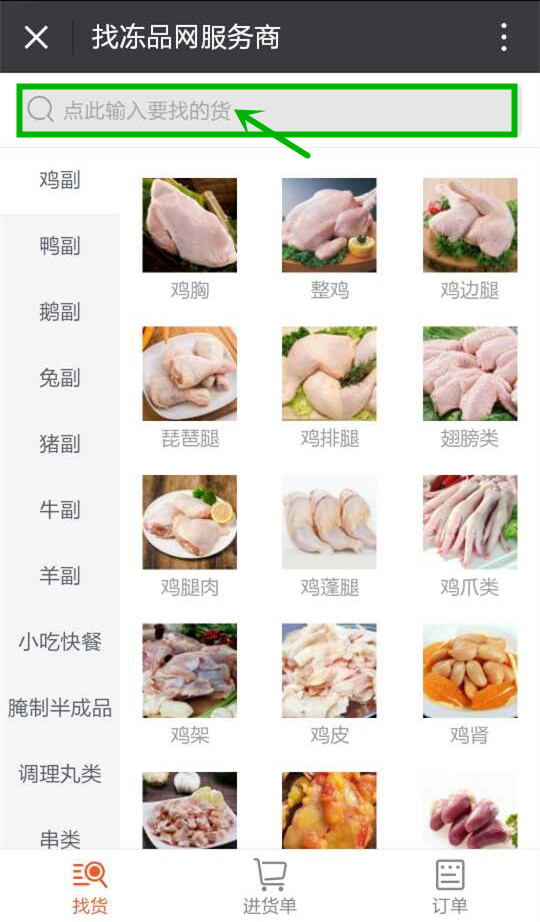 找冻品网服务商
点此输入要找的货
鸡副
鸭副
鹅副
兔副
猪副
牛副
羊副
小吃快餐
腌制半成品
调理丸类
串类
鸡胸
整鸡
鸡边腿
琵琶腿
鸡排腿
翅膀类
鸡腿肉
鸡蓬腿
鸡爪类
鸡架
鸡皮
鸡肾
找货
进货单
订单